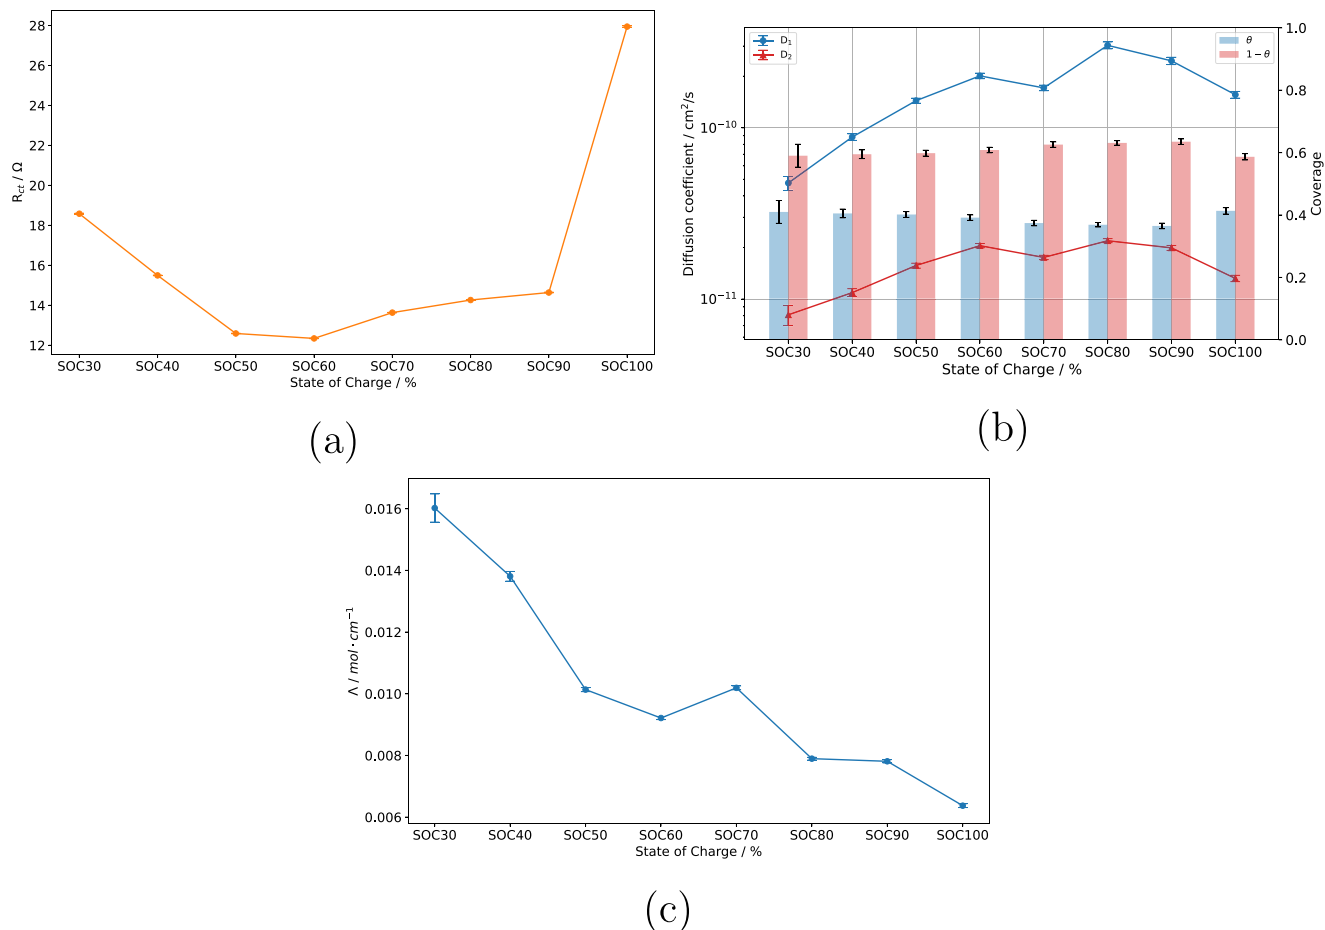 28
26
24
22
20
18
16
14
12
R_ct / Ω
SOC30 SOC40 SOC50 SOC60 SOC70 SOC80 SOC90 SOC100
State of Charge / %
(a)
D₁
D₂
θ
1 − θ
10⁻¹⁰
10⁻¹¹
Diffusion coefficient / cm²/s
1.0
0.8
0.6
0.4
0.2
0.0
Coverage
SOC30 SOC40 SOC50 SOC60 SOC70 SOC80 SOC90 SOC100
State of Charge / %
(b)
0.016
0.014
0.012
0.010
0.008
0.006
Λ / mol · cm⁻¹
SOC30 SOC40 SOC50 SOC60 SOC70 SOC80 SOC90 SOC100
State of Charge / %
(c)